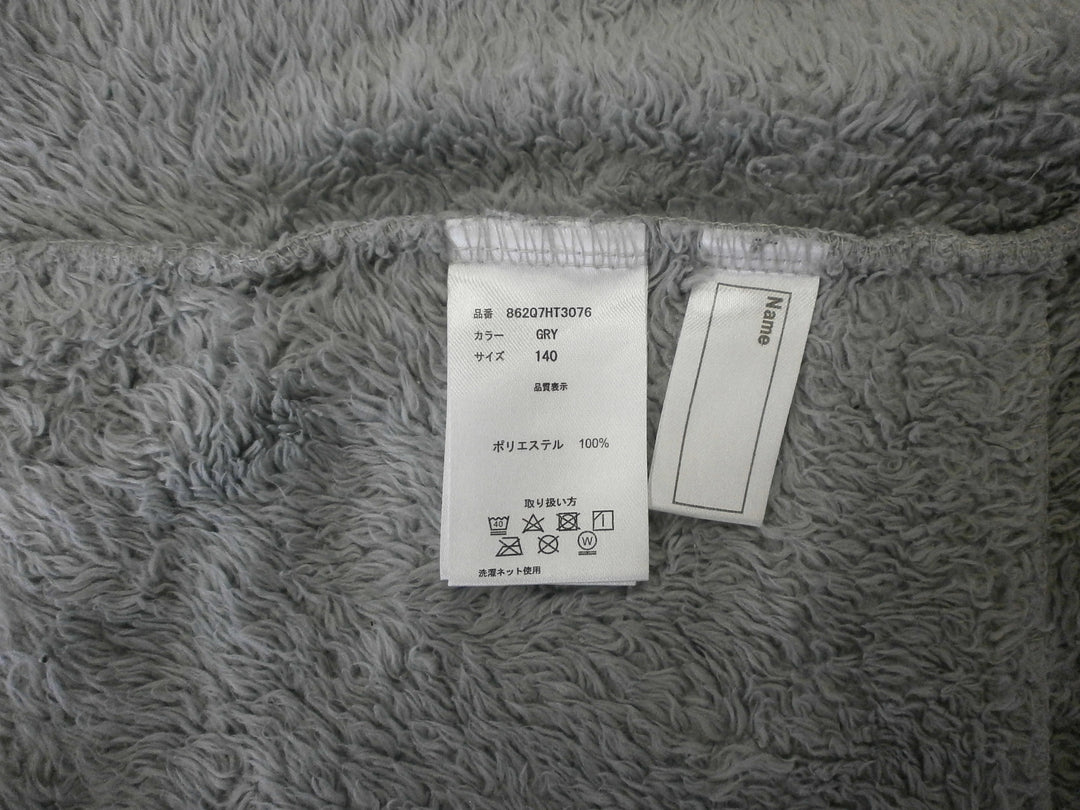 品番 862Q7HT3076
カラー GRY
サイズ 140
品質表示
ポリエステル 100%
取り扱い方
40
W
洗濯ネット使用
Name